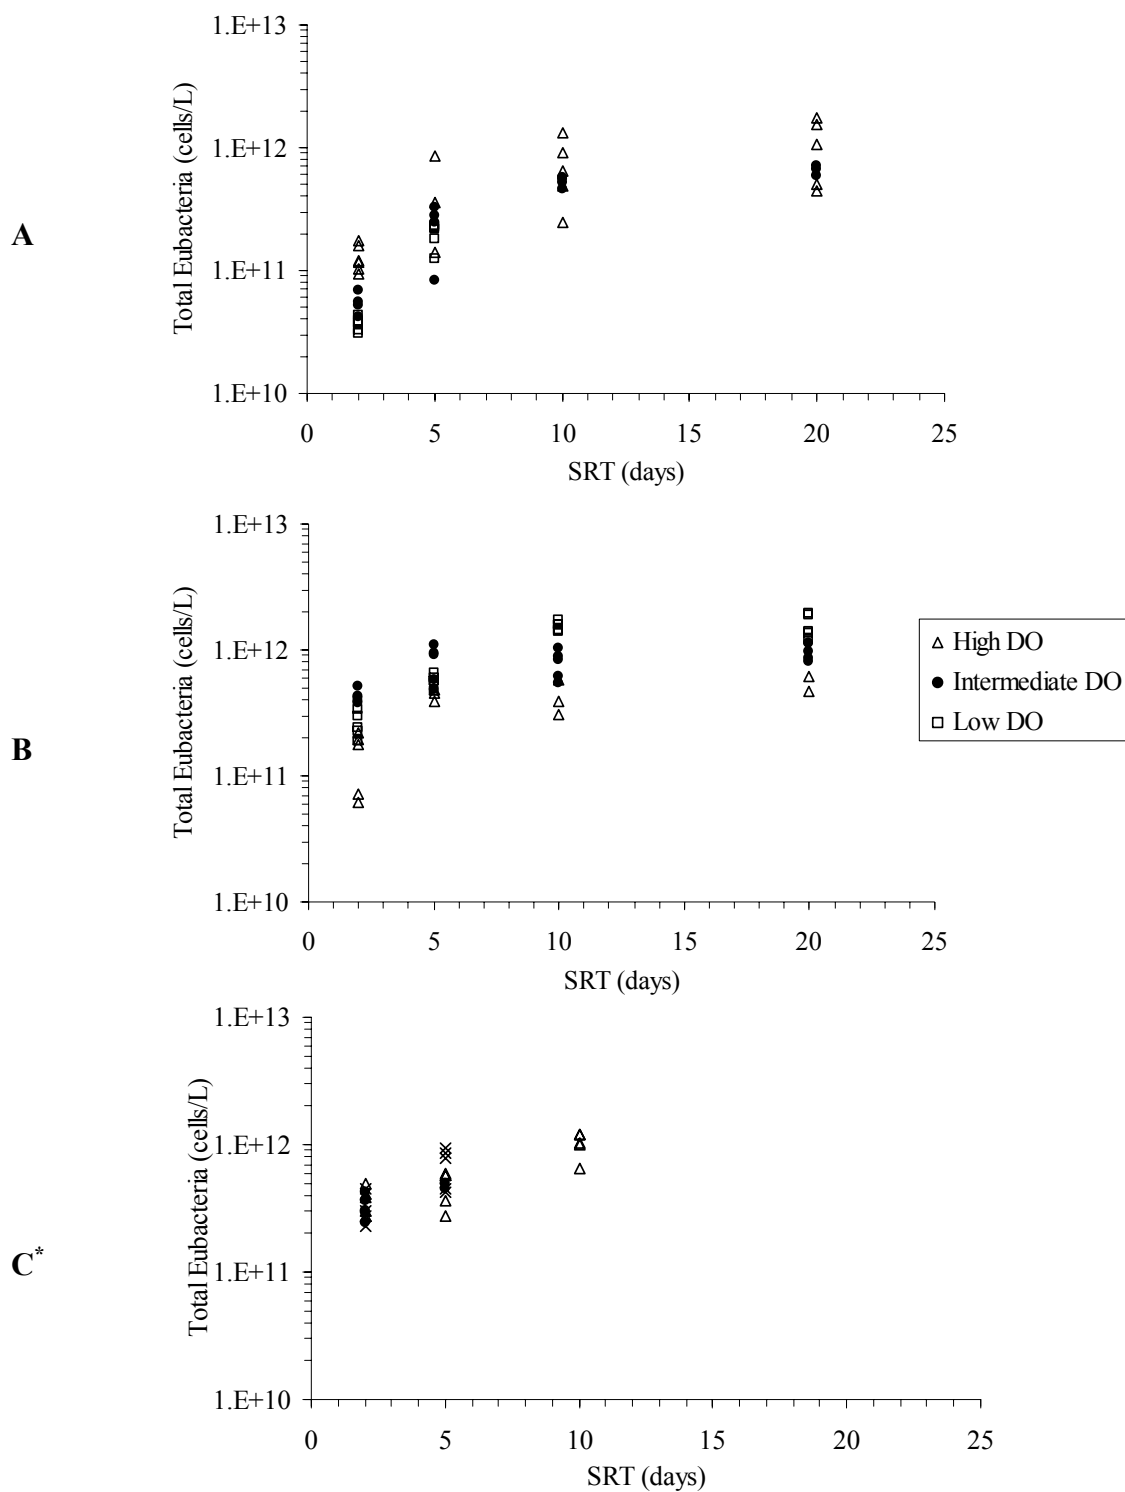 A
Total Eubacteria (cells/L)
1.E+13
1.E+12
1.E+11
1.E+10
0 5 10 15 20 25
SRT (days)
B
Total Eubacteria (cells/L)
1.E+13
1.E+12
1.E+11
1.E+10
0 5 10 15 20 25
SRT (days)
High DO
Intermediate DO
Low DO
C*
Total Eubacteria (cells/L)
1.E+13
1.E+12
1.E+11
1.E+10
0 5 10 15 20 25
SRT (days)